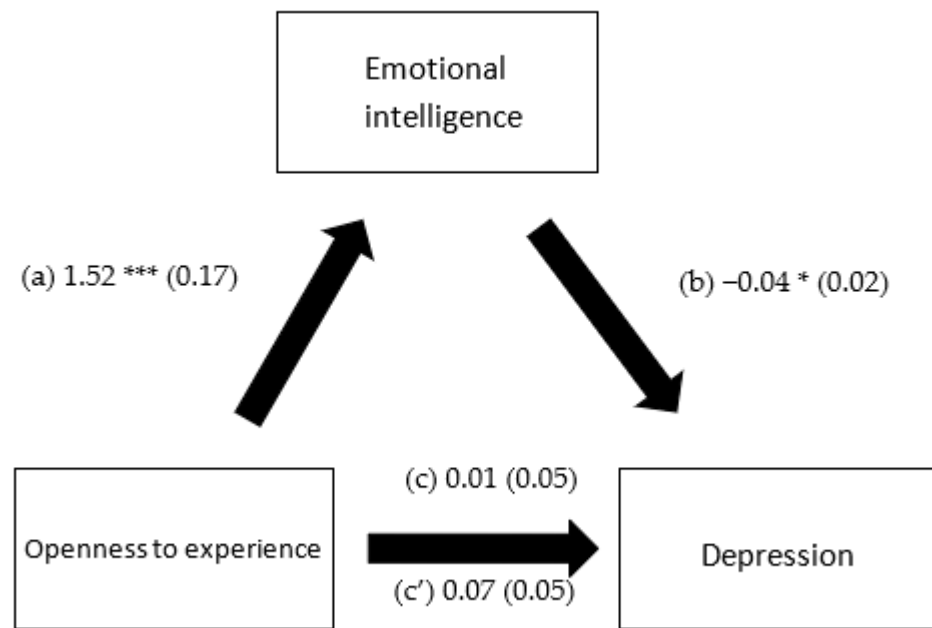 Emotional
intelligence
(a) 1.52 *** (0.17)
(b) −0.04 * (0.02)
(c) 0.01 (0.05)
Openness to experience
Depression
(c′) 0.07 (0.05)